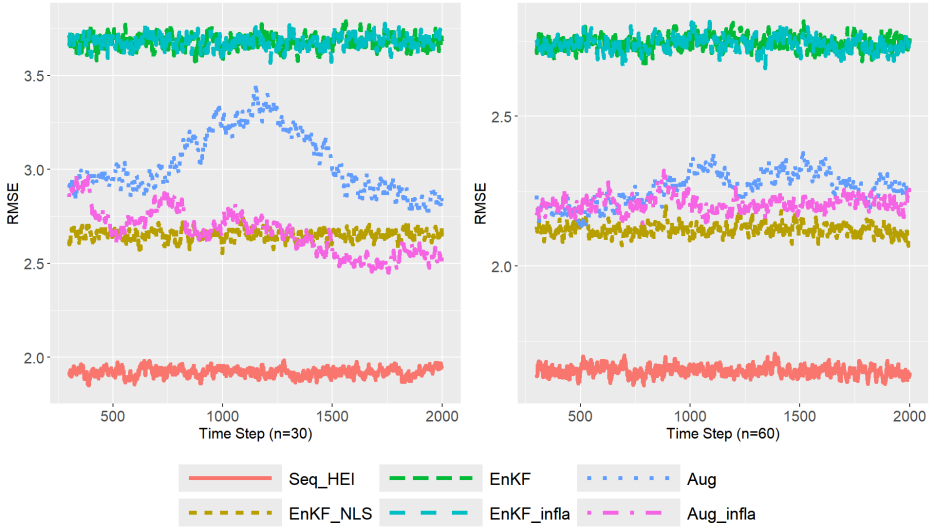 RMSE
3.5
3.0
2.5
2.0
500
1000
1500
2000
Time Step (n=30)
RMSE
2.5
2.0
500
1000
1500
2000
Time Step (n=60)
Seq_HEI
EnKF
Aug
EnKF_NLS
EnKF_infla
Aug_infla